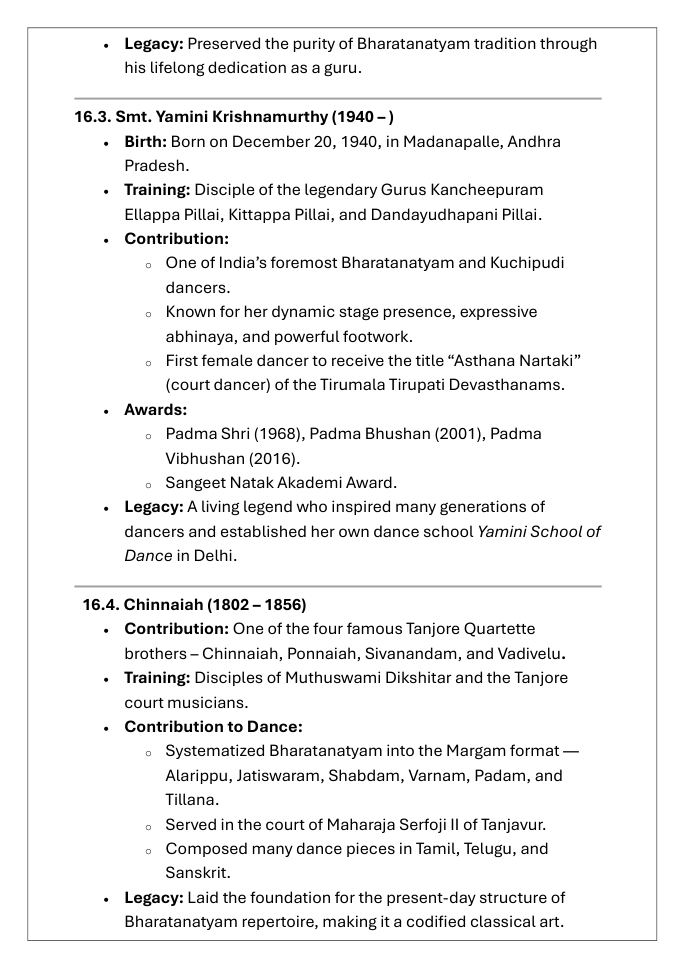 • Legacy: Preserved the purity of Bharatanatyam tradition through
his lifelong dedication as a guru.
16.3. Smt. Yamini Krishnamurthy (1940 – )
• Birth: Born on December 20, 1940, in Madanapalle, Andhra
Pradesh.
• Training: Disciple of the legendary Gurus Kancheepuram
Ellappa Pillai, Kittappa Pillai, and Dandayudhapani Pillai.
• Contribution:
○ One of India’s foremost Bharatanatyam and Kuchipudi
dancers.
○ Known for her dynamic stage presence, expressive
abhinaya, and powerful footwork.
○ First female dancer to receive the title “Asthana Nartaki”
(court dancer) of the Tirumala Tirupati Devasthanams.
• Awards:
○ Padma Shri (1968), Padma Bhushan (2001), Padma
Vibhushan (2016).
○ Sangeet Natak Akademi Award.
• Legacy: A living legend who inspired many generations of
dancers and established her own dance school Yamini School of
Dance in Delhi.
16.4. Chinnaiah (1802 – 1856)
• Contribution: One of the four famous Tanjore Quartette
brothers – Chinnaiah, Ponnaiah, Sivanandam, and Vadivelu.
• Training: Disciples of Muthuswami Dikshitar and the Tanjore
court musicians.
• Contribution to Dance:
○ Systematized Bharatanatyam into the Margam format —
Alarippu, Jatiswaram, Shabdam, Varnam, Padam, and
Tillana.
○ Served in the court of Maharaja Serfoji II of Tanjavur.
○ Composed many dance pieces in Tamil, Telugu, and
Sanskrit.
• Legacy: Laid the foundation for the present-day structure of
Bharatanatyam repertoire, making it a codified classical art.